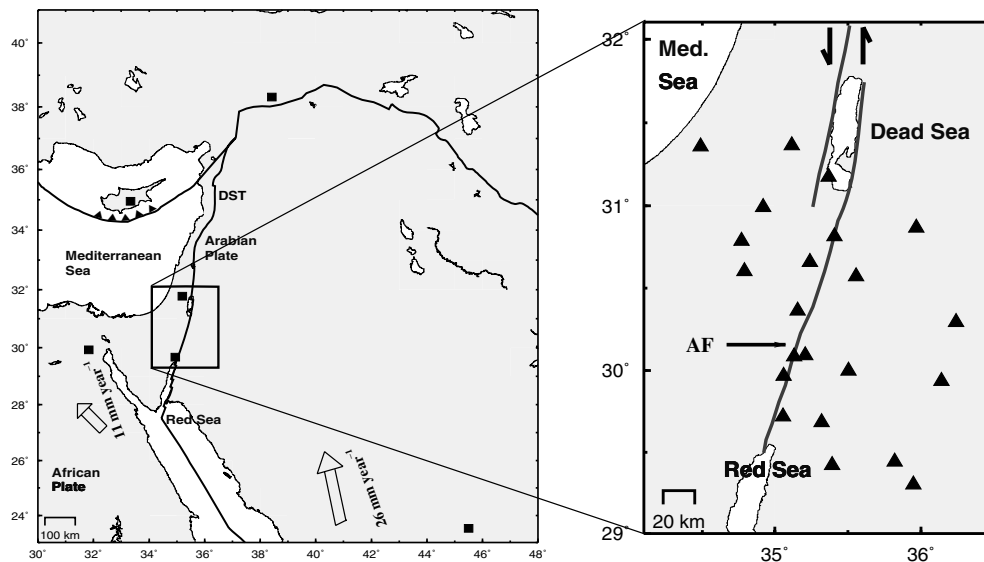 40˚
38˚
36˚
34˚
32˚
30˚
28˚
26˚
24˚
30˚
32˚
34˚
36˚
38˚
40˚
42˚
44˚
46˚
48˚
DST
Arabian
Plate
Mediterranean
Sea
Red Sea
11 mm year⁻¹
26 mm year⁻¹
African
Plate
100 km
32˚
31˚
30˚
29˚
35˚
36˚
Med.
Sea
Dead Sea
AF
Red Sea
20 km